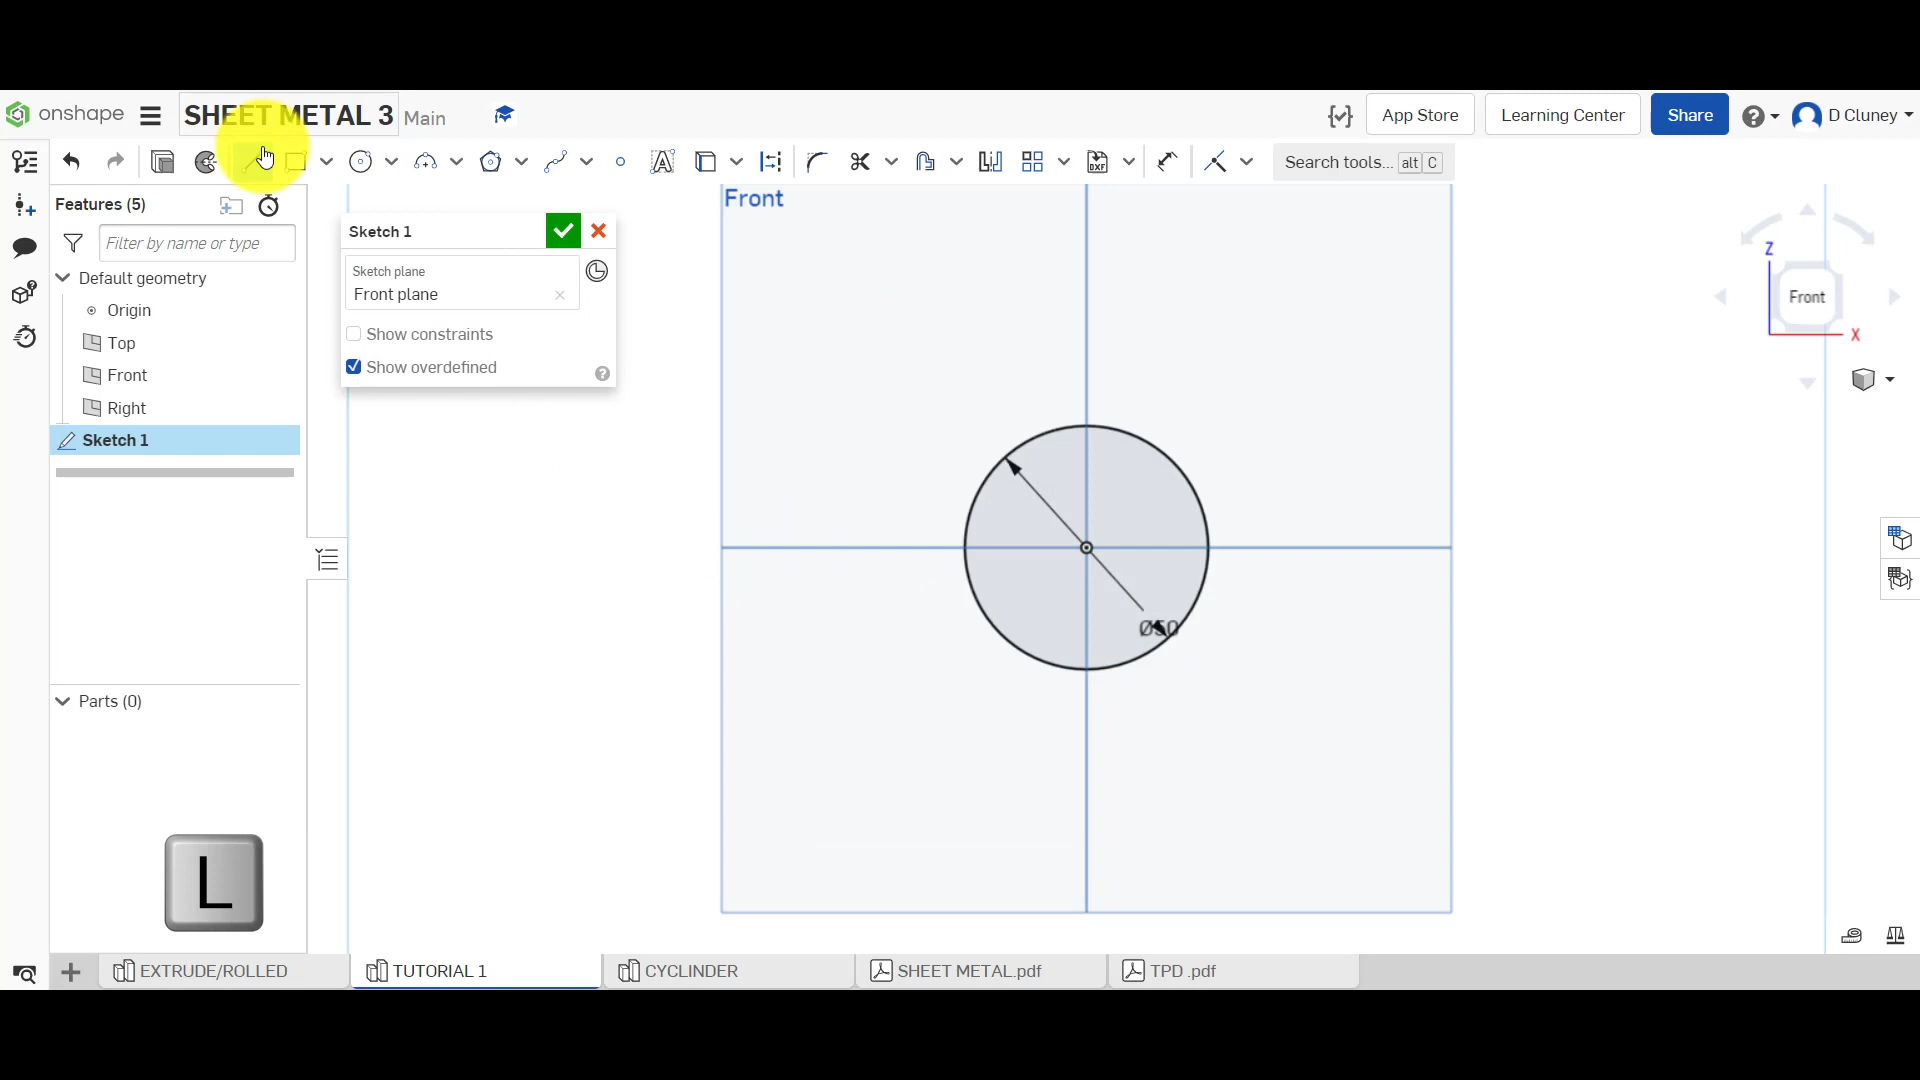 onshape
SHEET METAL 3 Main
App Store
Learning Center
Share
D Cluney
Search tools... alt C
Features (5)
Filter by name or type
Default geometry
Origin
Top
Front
Right
Sketch 1
Parts (0)
Sketch 1
Sketch plane
Front plane
Show constraints
Show overdefined
Front
Ø50
Z
Front
X
L
EXTRUDE/ROLLED
TUTORIAL 1
CYCLINDER
SHEET METAL.pdf
TPD .pdf